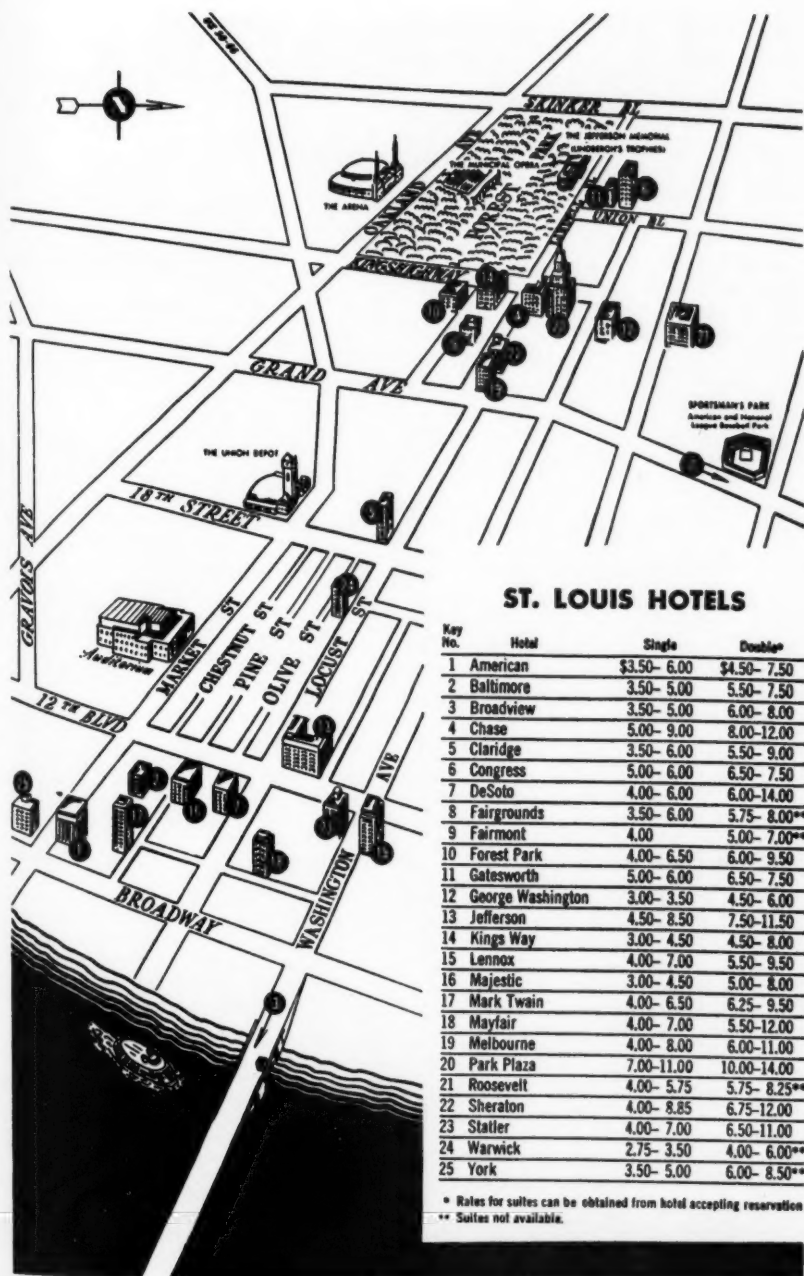 SKINKER BL
THE JEFFERSON MEMORIAL
(LINDBERGH'S TROPHIES)
THE MUNICIPAL OPERA
FOREST PARK
THE ARENA
OAKLAND
UNION BL
KINGSHIGHWAY
GRAND AVE
SPORTSMAN'S PARK
American and National
League Baseball Park
THE UNION DEPOT
18TH STREET
GRAVOIS AVE
MARKET ST
CHESTNUT ST
PINE ST
OLIVE ST
LOCUST ST
Auditorium
12TH BLVD
WASHINGTON AVE
BROADWAY
ST. LOUIS HOTELS
Key No. Hotel Single Double*
1 American $3.50– 6.00 $4.50– 7.50
2 Baltimore 3.50– 5.00 5.50– 7.50
3 Broadview 3.50– 5.00 6.00– 8.00
4 Chase 5.00– 9.00 8.00–12.00
5 Claridge 3.50– 6.00 5.50– 9.00
6 Congress 5.00– 6.00 6.50– 7.50
7 DeSoto 4.00– 6.00 6.00–14.00
8 Fairgrounds 3.50– 6.00 5.75– 8.00**
9 Fairmont 4.00 5.00– 7.00**
10 Forest Park 4.00– 6.50 6.00– 9.50
11 Gatesworth 5.00– 6.00 6.50– 7.50
12 George Washington 3.00– 3.50 4.50– 6.00
13 Jefferson 4.50– 8.50 7.50–11.50
14 Kings Way 3.00– 4.50 4.50– 8.00
15 Lennox 4.00– 7.00 5.50– 9.50
16 Majestic 3.00– 4.50 5.00– 8.00
17 Mark Twain 4.00– 6.50 6.25– 9.50
18 Mayfair 4.00– 7.00 5.50–12.00
19 Melbourne 4.00– 8.00 6.00–11.00
20 Park Plaza 7.00–11.00 10.00–14.00
21 Roosevelt 4.00– 5.75 5.75– 8.25**
22 Sheraton 4.00– 8.85 6.75–12.00
23 Statler 4.00– 7.00 6.50–11.00
24 Warwick 2.75– 3.50 4.00– 6.00**
25 York 3.50– 5.00 6.00– 8.50**
* Rates for suites can be obtained from hotel accepting reservation
** Suites not available.